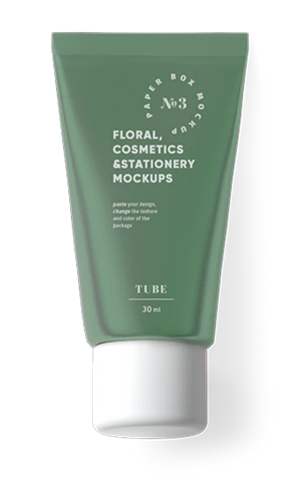 PAPER BOX MOCKUP
№3
FLORAL,
COSMETICS
&STATIONERY
MOCKUPS
paste your design,
change the texture
and color of the
package
TUBE
30 ml